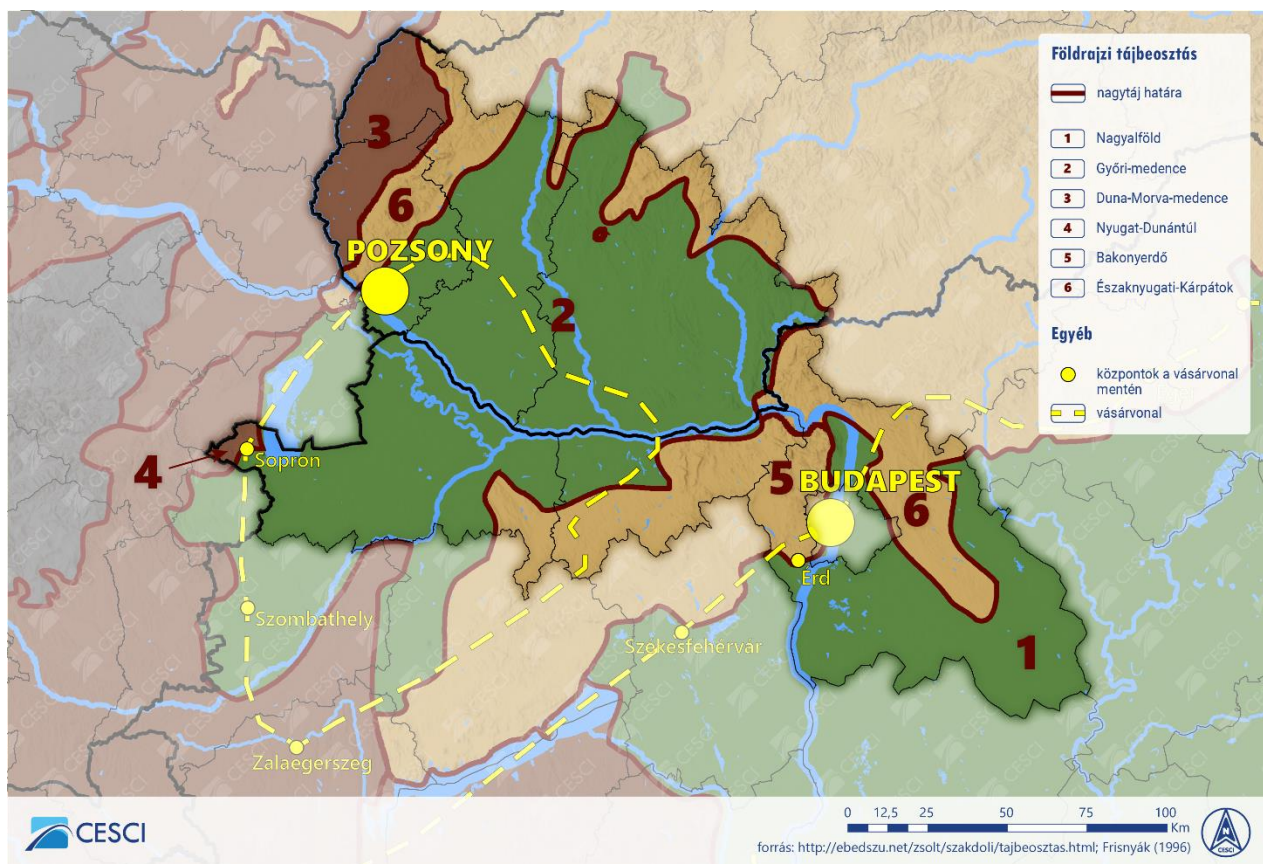 Földrajzi tájbeosztás
nagytáj határa
1 Nagyalföld
2 Győri-medence
3 Duna-Morva-medence
4 Nyugat-Dunántúl
5 Bakonyerdő
6 Északnyugati-Kárpátok
Egyéb
központok a vásárvonal
mentén
vásárvonal
3
6
POZSONY
2
4
Sopron
5
BUDAPEST
6
Érd
Szombathely
Székesfehérvár
1
Zalaegerszeg
CESCI
0 12,5 25 50 75 100
Km
forrás: http://ebedszu.net/zsolt/szakdoli/tajbeosztas.html; Frisnyák (1996)
N
CESCI